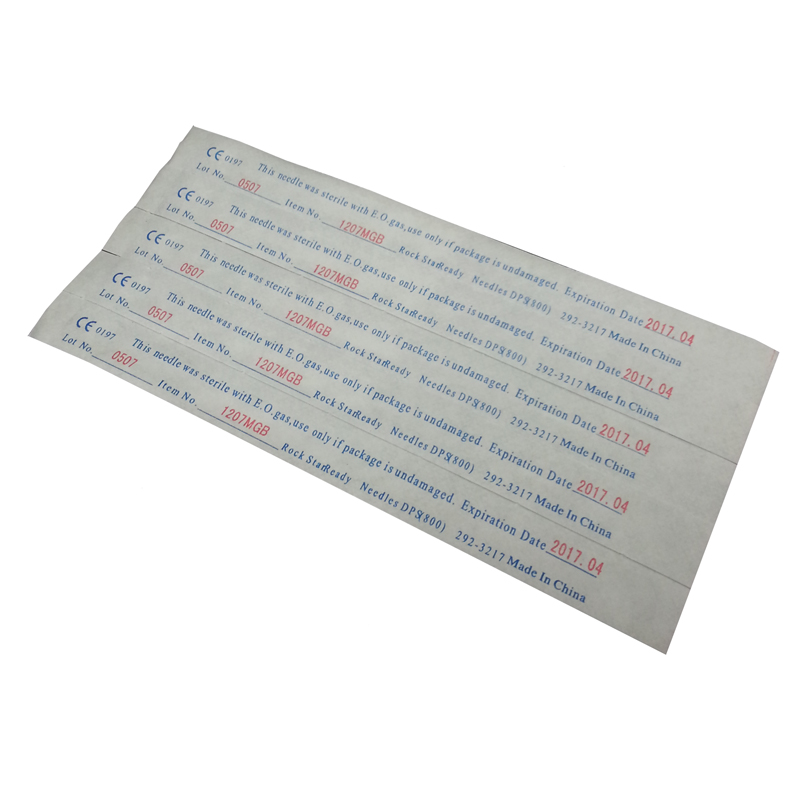 CE 0197 This needle was sterile with E.O.gas,use only if package is undamaged. Expiration Date 2017.04
Lot No. 0507 Item No. 1207MGB Rock StarReady Needles DPS(800) 292-3217 Made In China
CE 0197 This needle was sterile with E.O.gas,use only if package is undamaged. Expiration Date 2017.04
Lot No. 0507 Item No. 1207MGB Rock StarReady Needles DPS(800) 292-3217 Made In China
CE 0197 This needle was sterile with E.O.gas,use only if package is undamaged. Expiration Date 2017.04
Lot No. 0507 Item No. 1207MGB Rock StarReady Needles DPS(800) 292-3217 Made In China
CE 0197 This needle was sterile with E.O.gas,use only if package is undamaged. Expiration Date 2017.04
Lot No. 0507 Item No. 1207MGB Rock StarReady Needles DPS(800) 292-3217 Made In China
CE 0197 This needle was sterile with E.O.gas,use only if package is undamaged. Expiration Date 2017.04
Lot No. 0507 Item No. 1207MGB Rock StarReady Needles DPS(800) 292-3217 Made In China